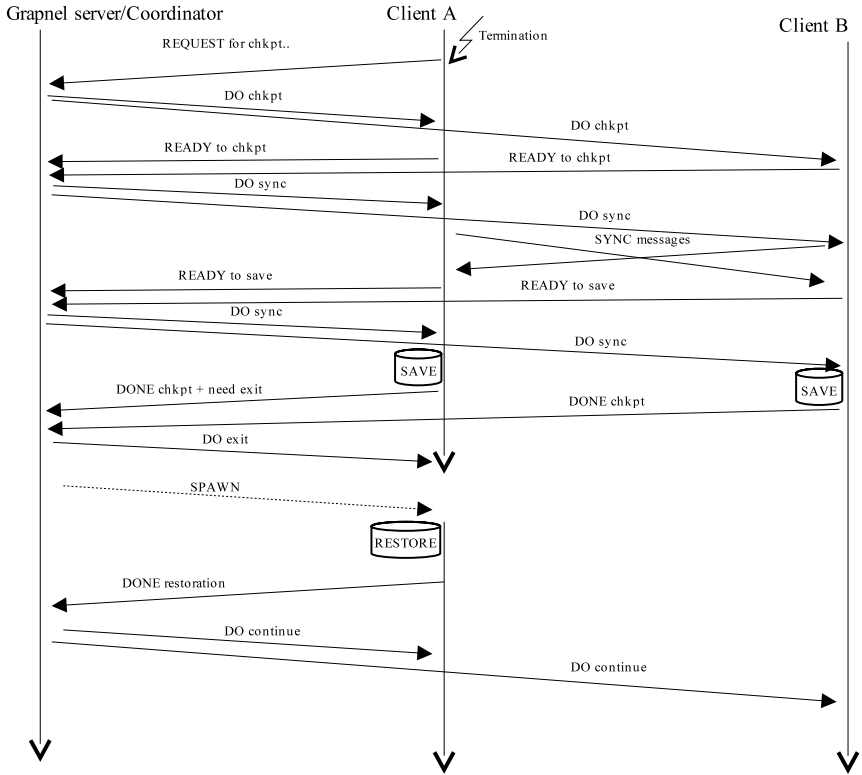 Grapnel server/Coordinator
Client A
Client B
Termination
REQUEST for chkpt..
DO chkpt
DO chkpt
READY to chkpt
READY to chkpt
DO sync
DO sync
SYNC messages
READY to save
READY to save
DO sync
DO sync
SAVE
SAVE
DONE chkpt + need exit
DONE chkpt
DO exit
SPAWN
RESTORE
DONE restoration
DO continue
DO continue